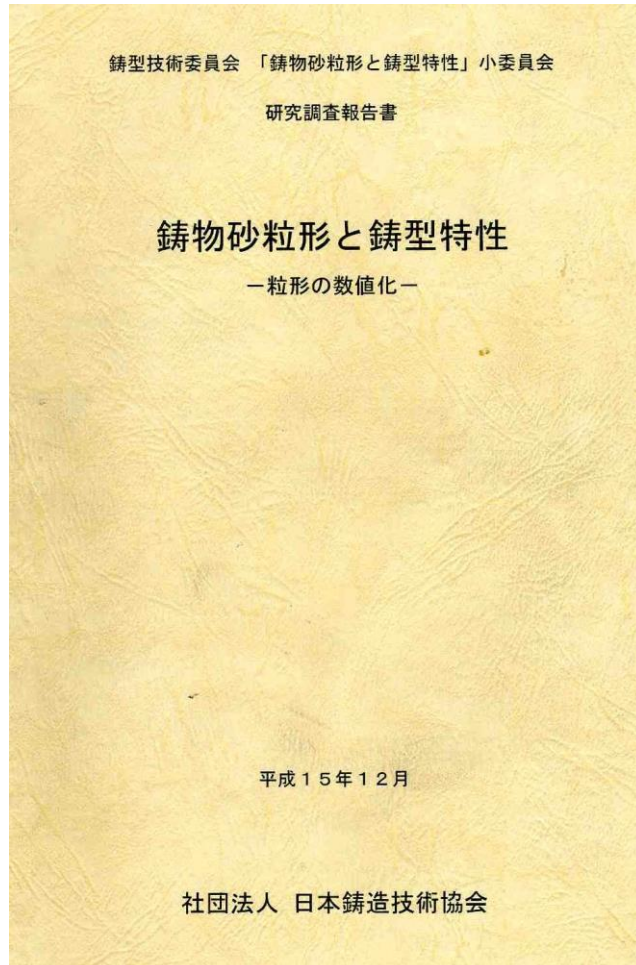 鋳型技術委員会 「鋳物砂粒形と鋳型特性」小委員会
研究調査報告書
鋳物砂粒形と鋳型特性
－粒形の数値化－
平成１５年１２月
社団法人 日本鋳造技術協会